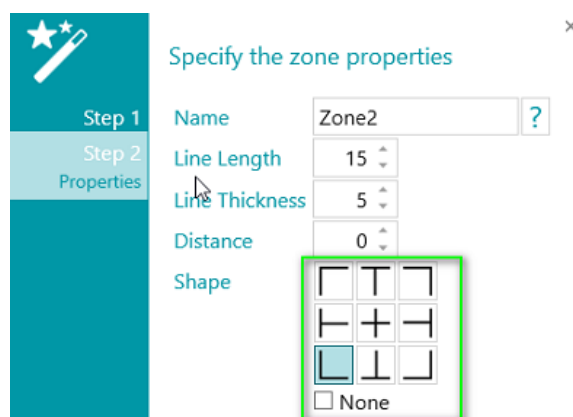 ×
Specify the zone properties
Step 1
Step 2
Properties
Name Zone2 ?
Line Length 15
Line Thickness 5
Distance 0
Shape
None